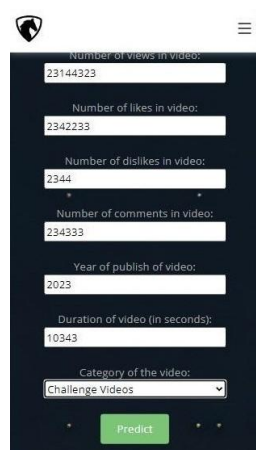 Number of views in video:
23144323
Number of likes in video:
2342233
Number of dislikes in video:
2344
Number of comments in video:
234333
Year of publish of video:
2023
Duration of video (in seconds):
10343
Category of the video:
Challenge Videos
Predict